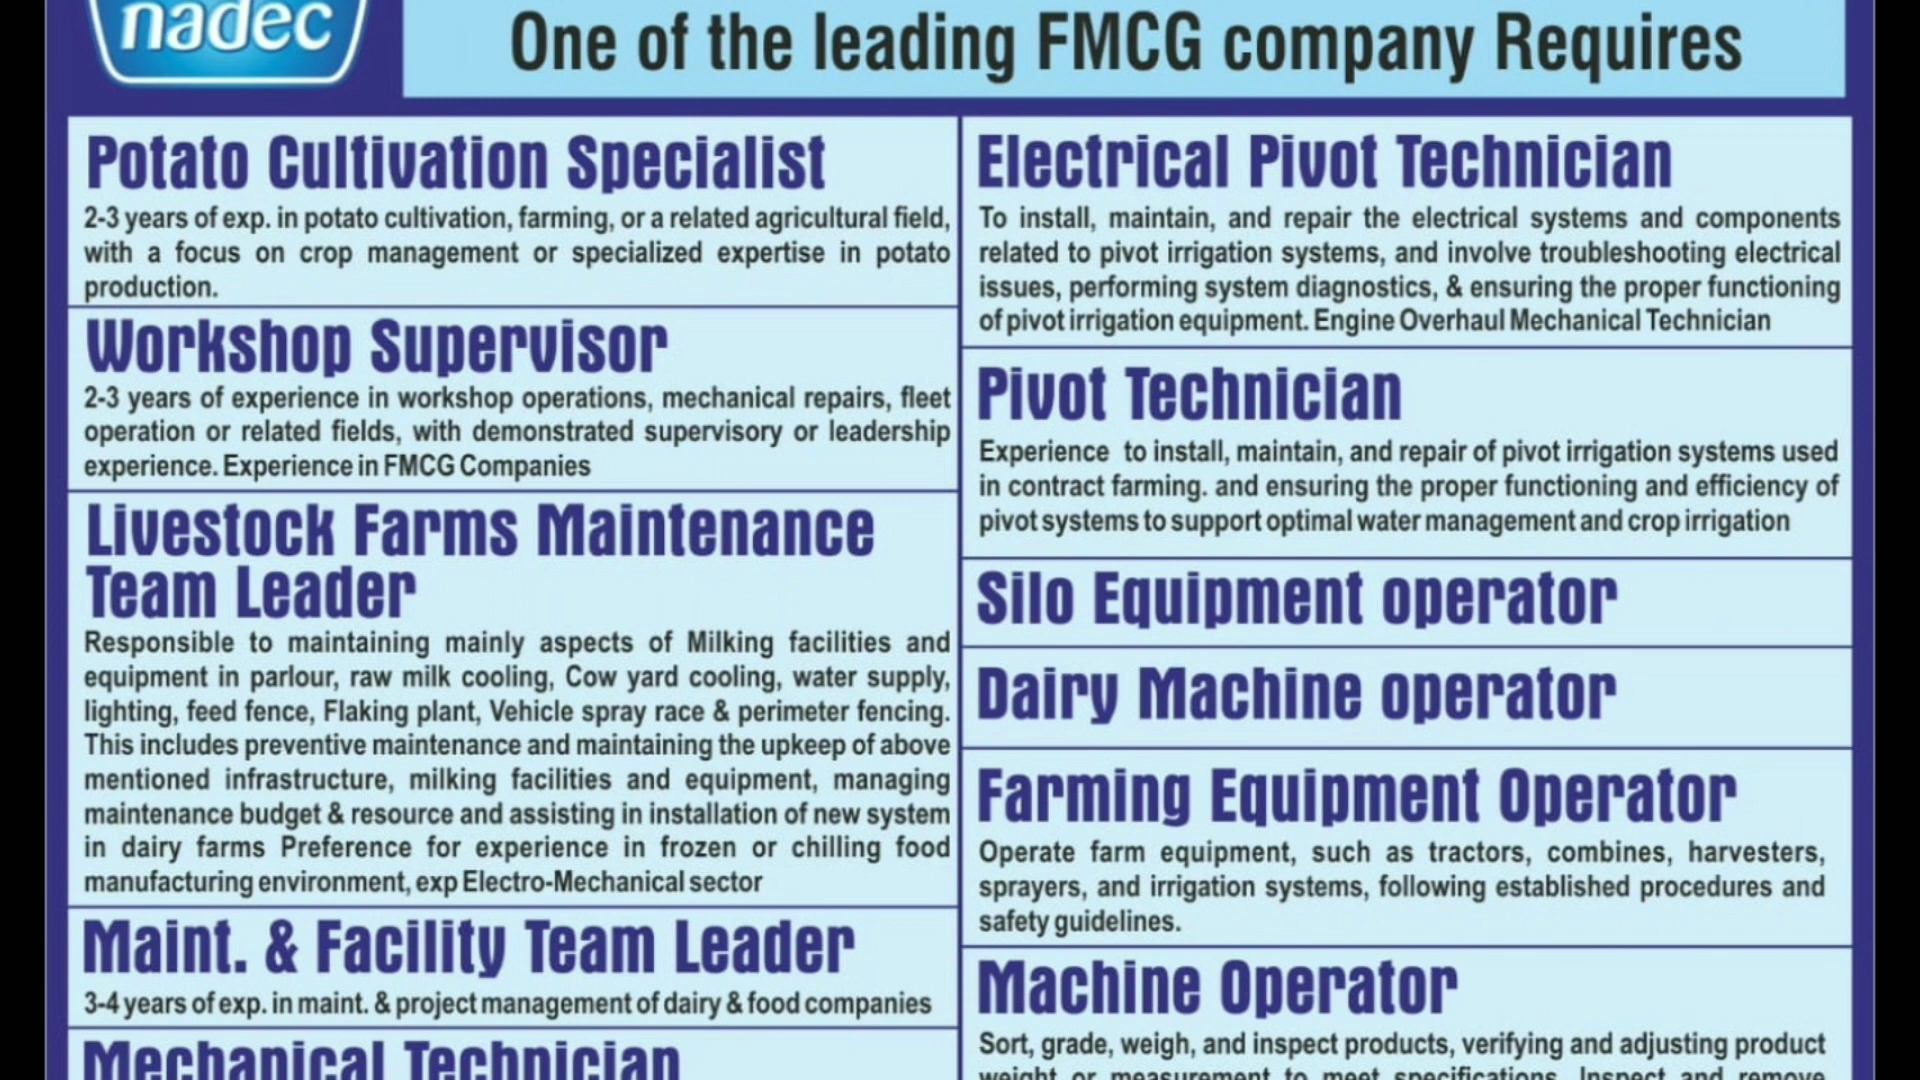 nadec
One of the leading FMCG company Requires
Potato Cultivation Specialist
2-3 years of exp. in potato cultivation, farming, or a related agricultural field,
with a focus on crop management or specialized expertise in potato
production.
Workshop Supervisor
2-3 years of experience in workshop operations, mechanical repairs, fleet
operation or related fields, with demonstrated supervisory or leadership
experience. Experience in FMCG Companies
Livestock Farms Maintenance
Team Leader
Responsible to maintaining mainly aspects of Milking facilities and
equipment in parlour, raw milk cooling, Cow yard cooling, water supply,
lighting, feed fence, Flaking plant, Vehicle spray race & perimeter fencing.
This includes preventive maintenance and maintaining the upkeep of above
mentioned infrastructure, milking facilities and equipment, managing
maintenance budget & resource and assisting in installation of new system
in dairy farms Preference for experience in frozen or chilling food
manufacturing environment, exp Electro-Mechanical sector
Maint. & Facility Team Leader
3-4 years of exp. in maint. & project management of dairy & food companies
Mechanical Technician
Electrical Pivot Technician
To install, maintain, and repair the electrical systems and components
related to pivot irrigation systems, and involve troubleshooting electrical
issues, performing system diagnostics, & ensuring the proper functioning
of pivot irrigation equipment. Engine Overhaul Mechanical Technician
Pivot Technician
Experience to install, maintain, and repair of pivot irrigation systems used
in contract farming. and ensuring the proper functioning and efficiency of
pivot systems to support optimal water management and crop irrigation
Silo Equipment operator
Dairy Machine operator
Farming Equipment Operator
Operate farm equipment, such as tractors, combines, harvesters,
sprayers, and irrigation systems, following established procedures and
safety guidelines.
Machine Operator
Sort, grade, weigh, and inspect products, verifying and adjusting product
weight or measurement to meet specifications. Inspect and remove